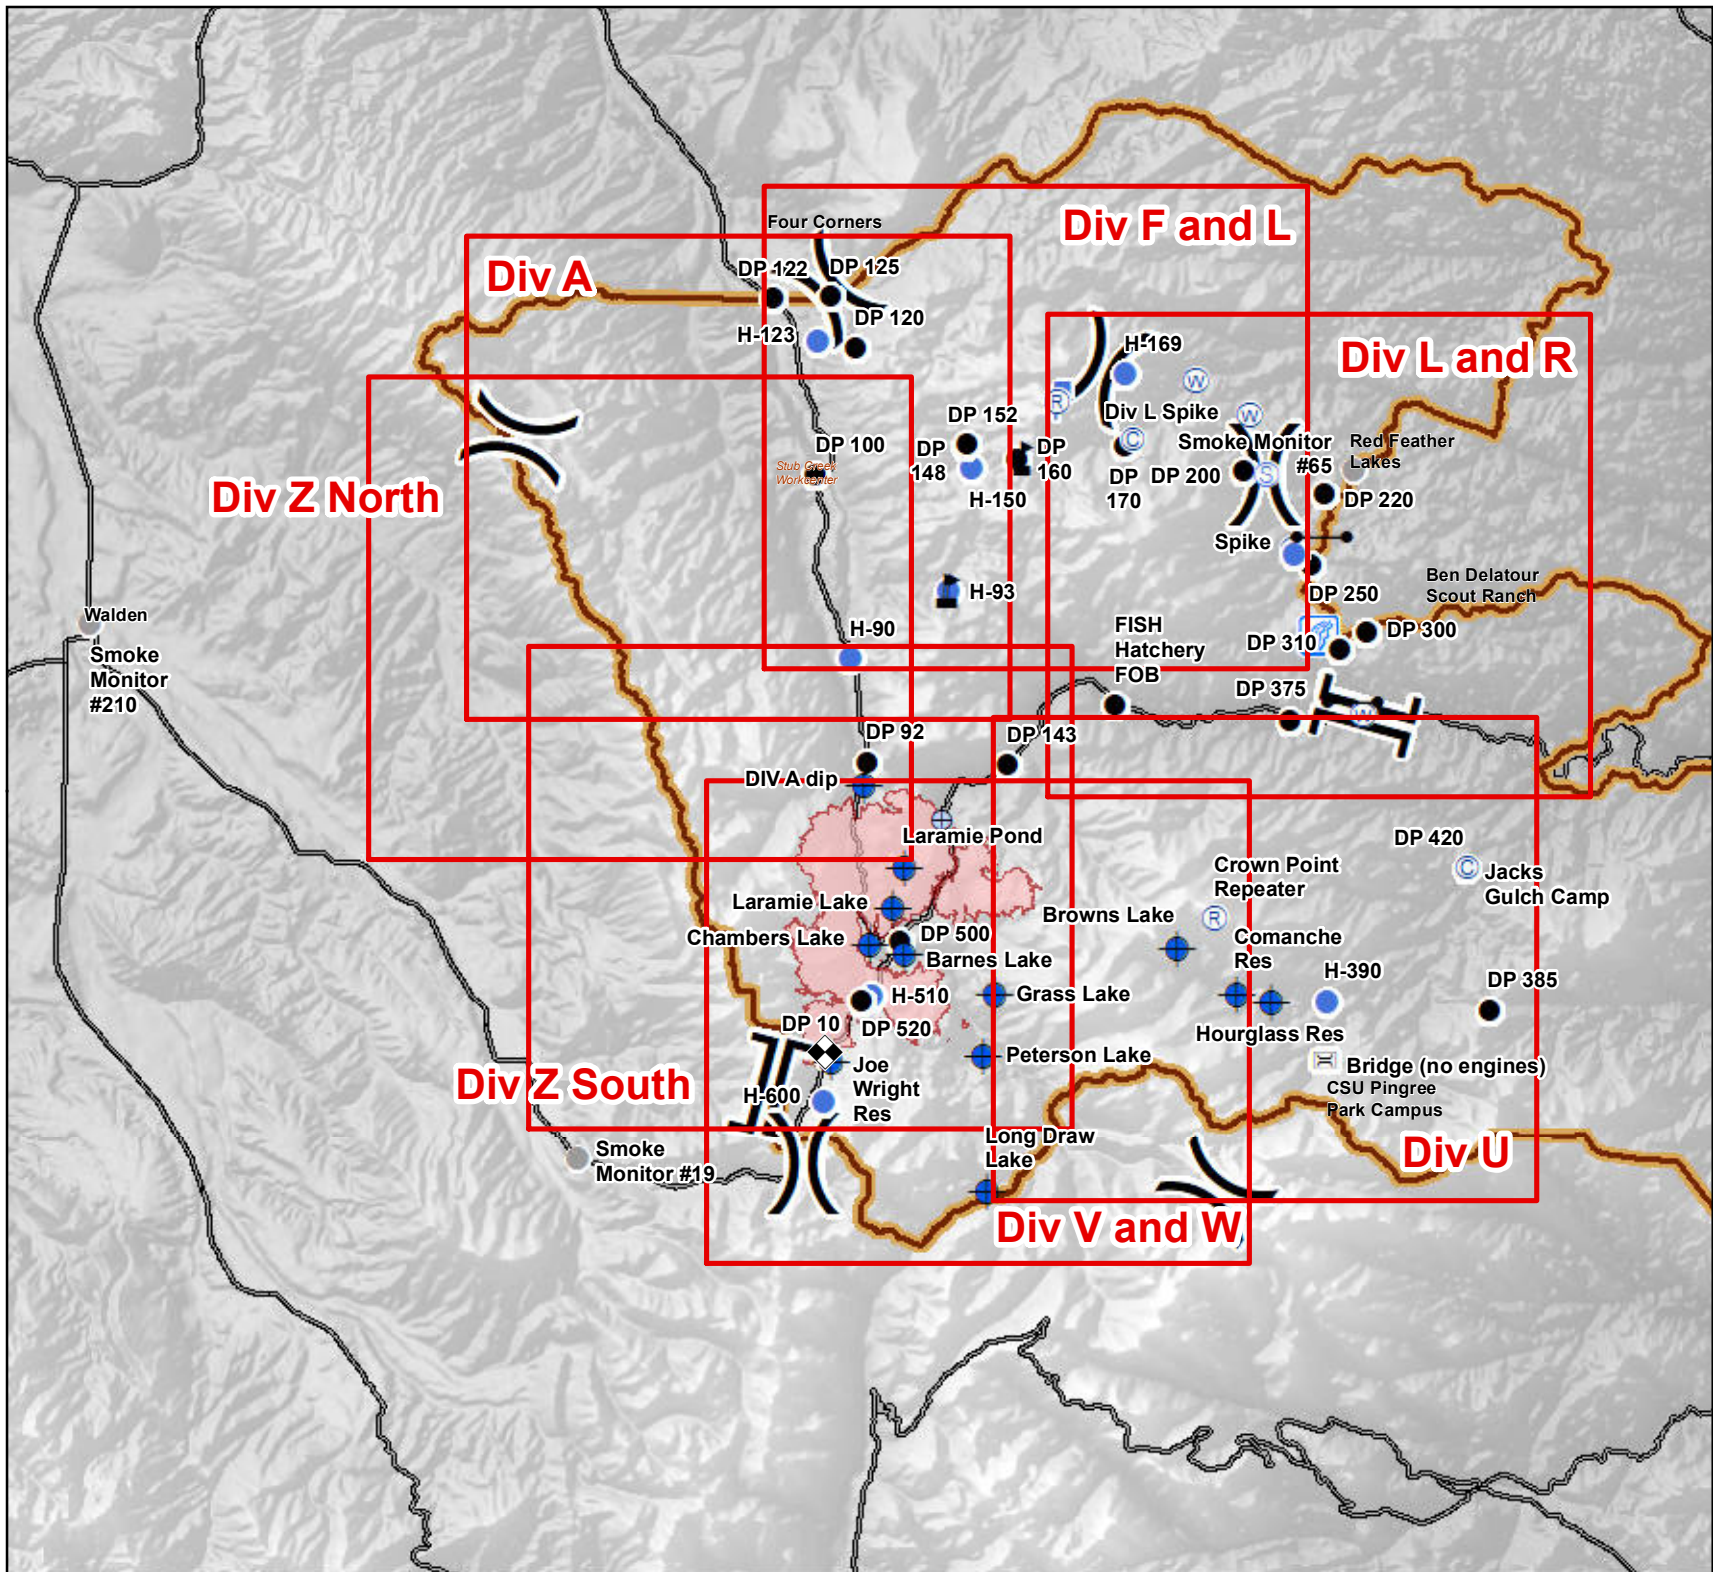 Div F and L
Four Corners
Div A
DP 122
DP 125
DP 120
H-123
H-169
Div L and R
W
R
Div L Spike
W
DP 152
C
DP 100
DP
148
DP
160
Smoke Monitor
#65
Red Feather
Lakes
Stub Creek
Workcenter
S
DP
170
DP 200
Div Z North
H-150
DP 220
Spike
H-93
Ben Delatour
Scout Ranch
DP 250
Walden
H-90
FISH
Hatchery
FOB
DP 310
DP 300
Smoke
Monitor
#210
DP 375
W
DP 92
DP 143
DIV A dip
Laramie Pond
DP 420
Crown Point
Repeater
C
Jacks
Gulch Camp
Laramie Lake
Browns Lake
R
Chambers Lake
DP 500
Barnes Lake
Comanche
Res
H-390
DP 385
H-510
Grass Lake
DP 10
DP 520
Hourglass Res
Peterson Lake
Bridge (no engines)
Joe
Wright
Res
Div Z South
H-600
CSU Pingree
Park Campus
Long Draw
Lake
Smoke
Monitor #19
Div U
Div V and W